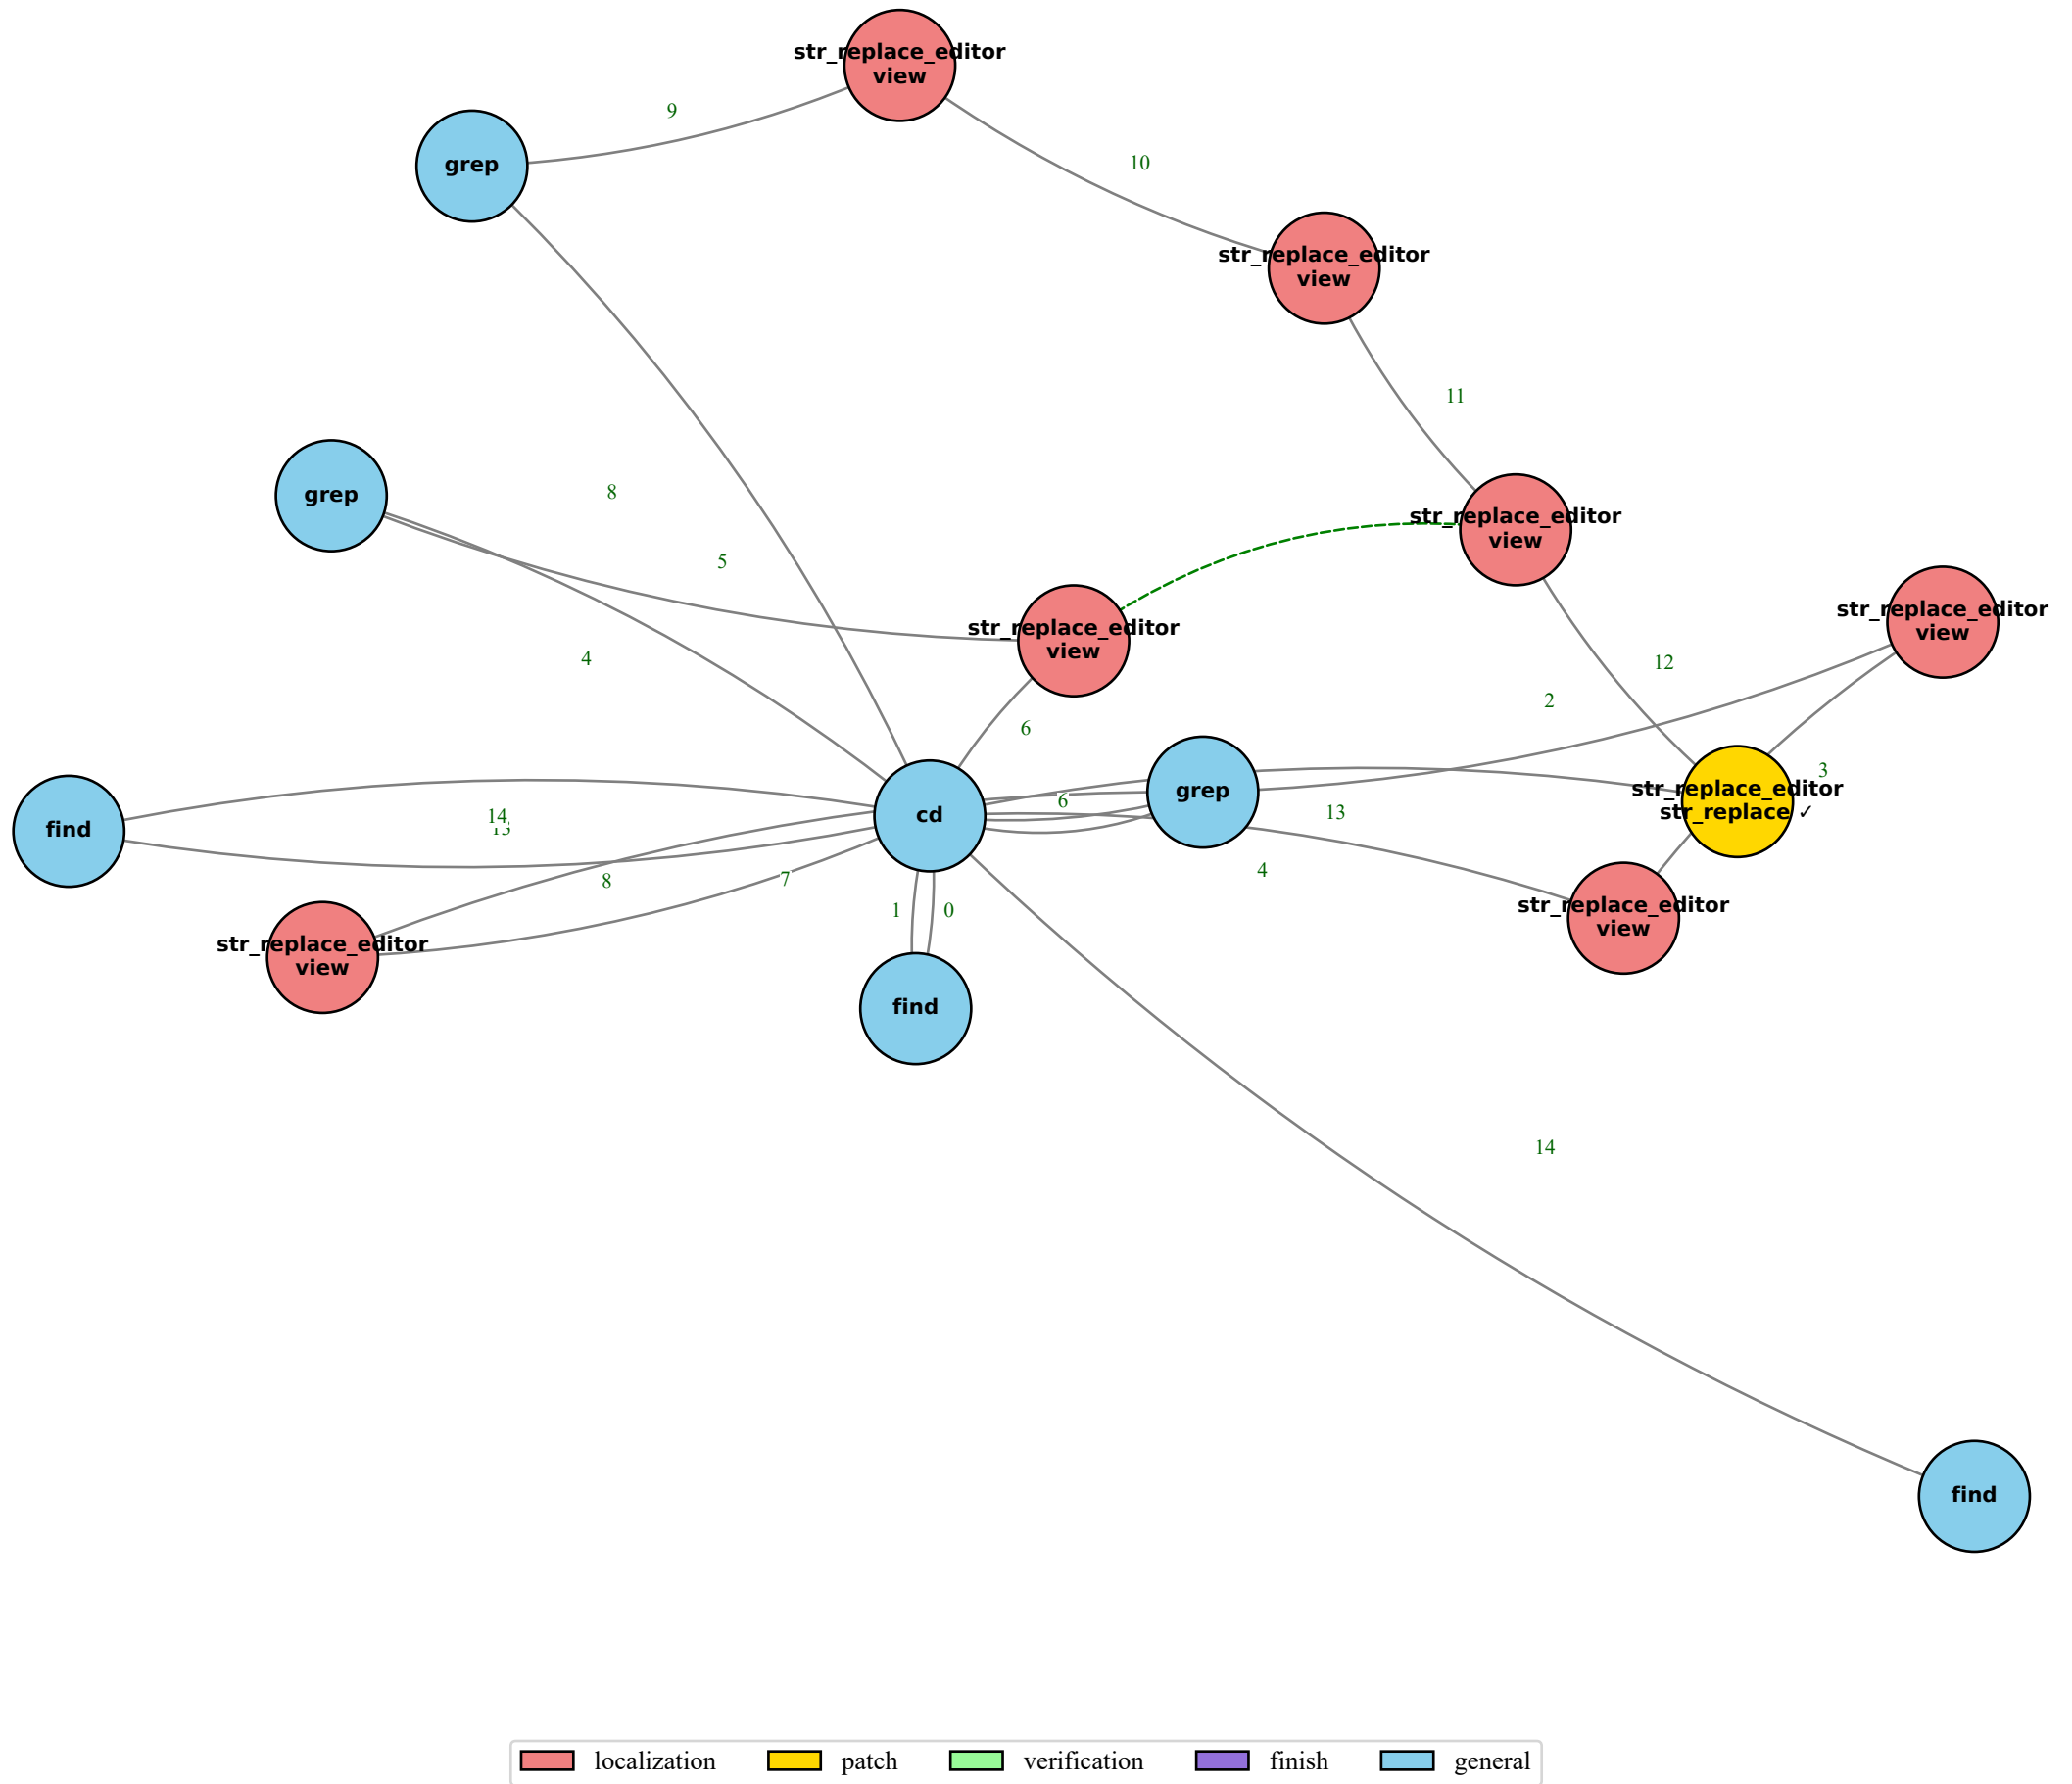 str_replace_editor
view
9
10
grep
str_replace_editor
view
11
grep
8
str_replace_editor
view
5
str_replace_editor
view
str_replace_editor
view
4
12
2
6
3
grep
6
str_replace_editor
str_replace ✓
13
cd
find
14
4
8
7
1
0
str_replace_editor
view
str_replace_editor
view
find
14
find
localization
patch
verification
finish
general